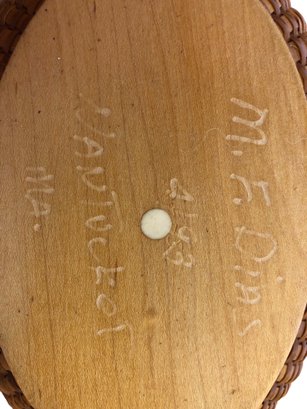 M. E. Dias
Nantucket
Ma.